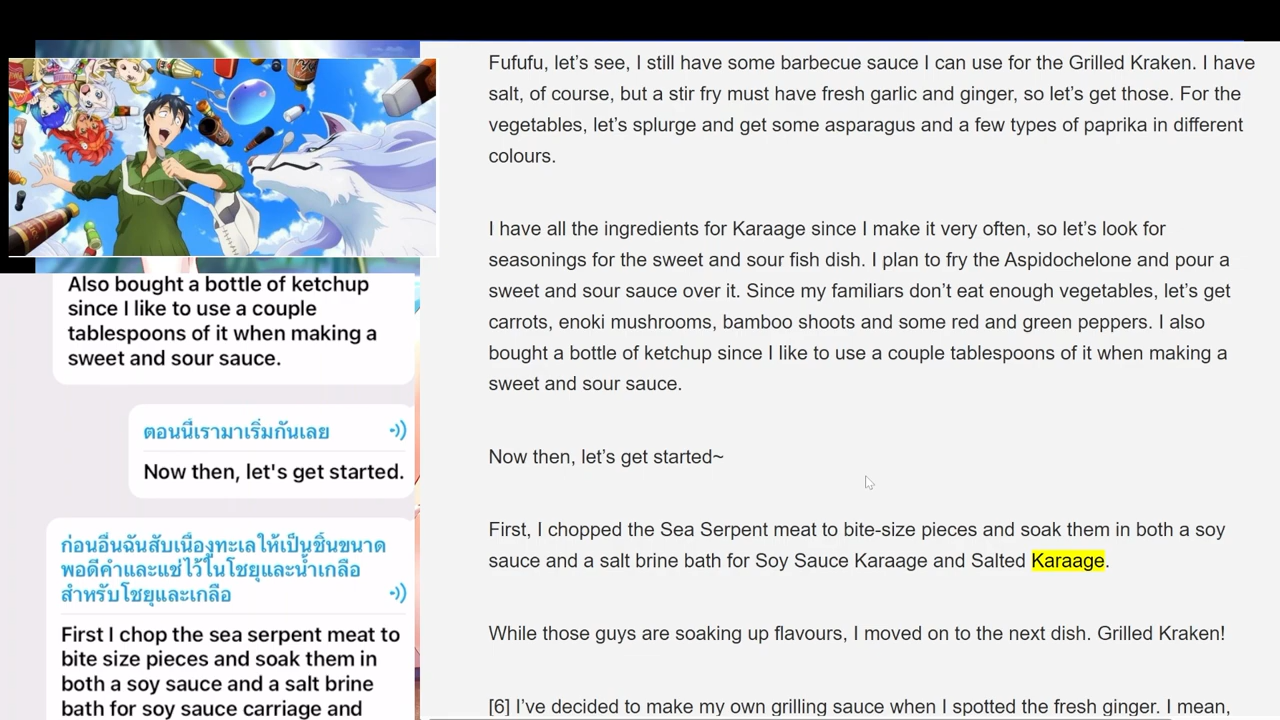 Also bought a bottle of ketchup
since I like to use a couple
tablespoons of it when making a
sweet and sour sauce.
ตอนนี้เรามาเริ่มกันเลย
Now then, let's get started.
ก่อนอื่นฉันสับเนื้องูทะเลให้เป็นชิ้นขนาด
พอดีคำและแช่ไว้ในโชยุและน้ำเกลือ
สำหรับโชยุและเกลือ
First I chop the sea serpent meat to
bite size pieces and soak them in
both a soy sauce and a salt brine
bath for soy sauce carriage and
Fufufu, let’s see, I still have some barbecue sauce I can use for the Grilled Kraken. I have
salt, of course, but a stir fry must have fresh garlic and ginger, so let’s get those. For the
vegetables, let’s splurge and get some asparagus and a few types of paprika in different
colours.
I have all the ingredients for Karaage since I make it very often, so let’s look for
seasonings for the sweet and sour fish dish. I plan to fry the Aspidochelone and pour a
sweet and sour sauce over it. Since my familiars don’t eat enough vegetables, let’s get
carrots, enoki mushrooms, bamboo shoots and some red and green peppers. I also
bought a bottle of ketchup since I like to use a couple tablespoons of it when making a
sweet and sour sauce.
Now then, let’s get started~
First, I chopped the Sea Serpent meat to bite-size pieces and soak them in both a soy
sauce and a salt brine bath for Soy Sauce Karaage and Salted Karaage.
While those guys are soaking up flavours, I moved on to the next dish. Grilled Kraken!
[6] I’ve decided to make my own grilling sauce when I spotted the fresh ginger. I mean,